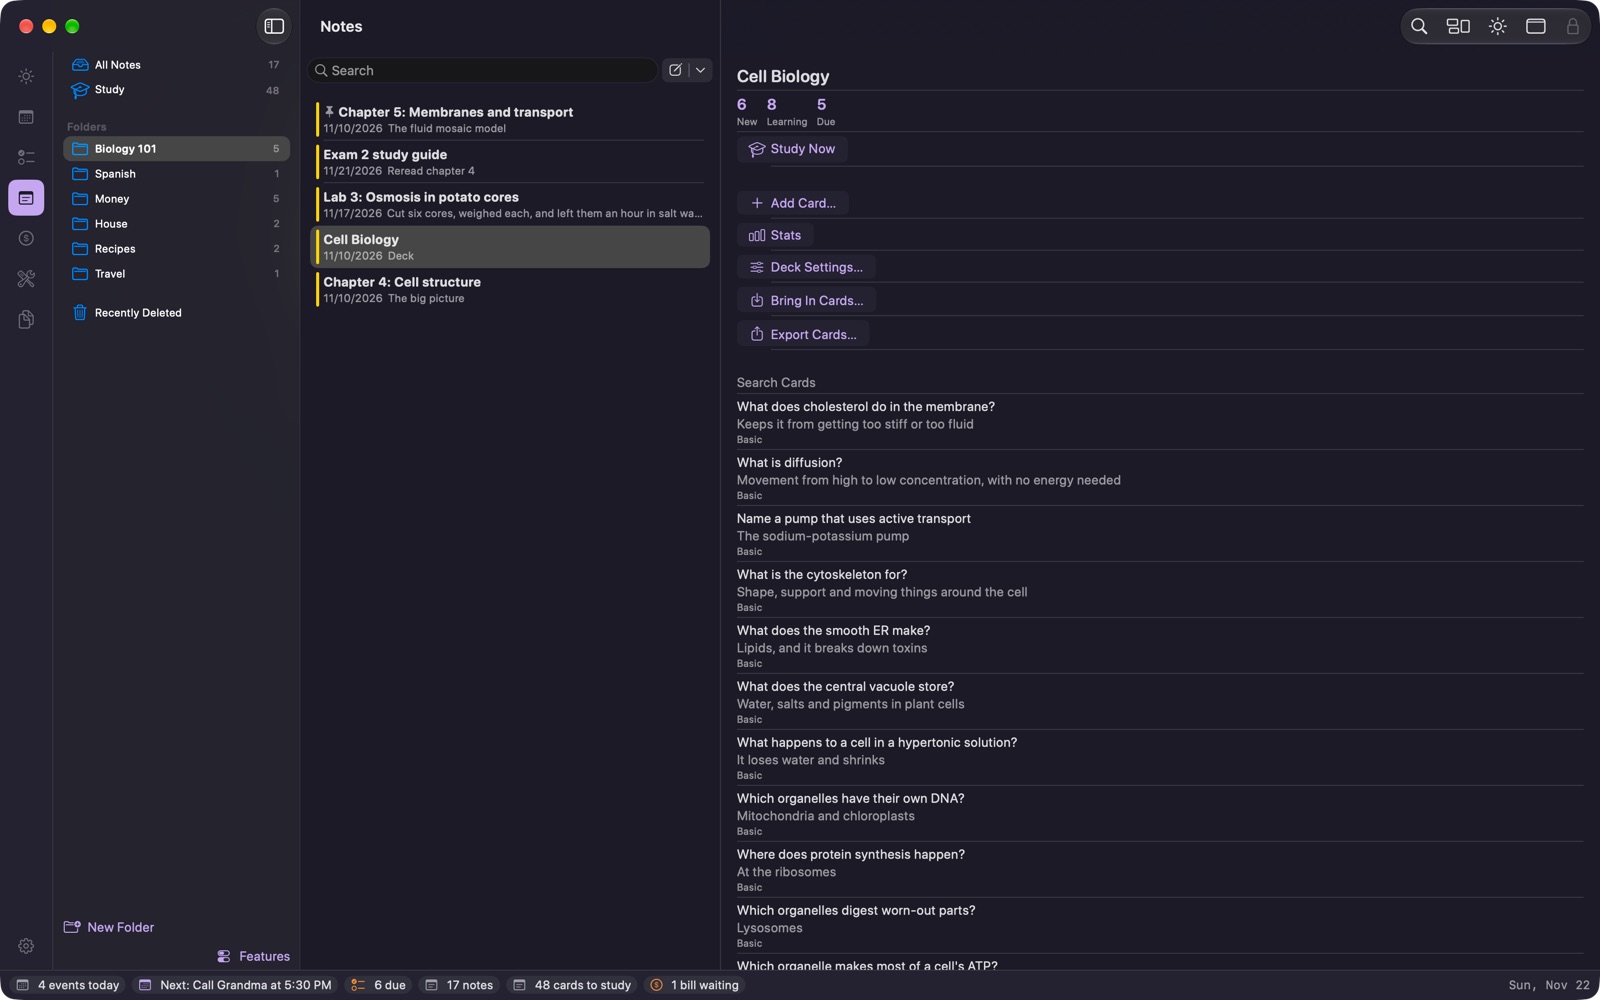 Notes
All Notes 17
Study 48
Folders
Biology 101 5
Spanish 1
Money 5
House 2
Recipes 2
Travel 1
Recently Deleted
New Folder
Features
Search
Chapter 5: Membranes and transport
11/10/2026 The fluid mosaic model
Exam 2 study guide
11/21/2026 Reread chapter 4
Lab 3: Osmosis in potato cores
11/17/2026 Cut six cores, weighed each, and left them an hour in salt wa...
Cell Biology
11/10/2026 Deck
Chapter 4: Cell structure
11/10/2026 The big picture
Cell Biology
6 8 5
New Learning Due
Study Now
Add Card...
Stats
Deck Settings...
Bring In Cards...
Export Cards...
Search Cards
What does cholesterol do in the membrane?
Keeps it from getting too stiff or too fluid
Basic
What is diffusion?
Movement from high to low concentration, with no energy needed
Basic
Name a pump that uses active transport
The sodium-potassium pump
Basic
What is the cytoskeleton for?
Shape, support and moving things around the cell
Basic
What does the smooth ER make?
Lipids, and it breaks down toxins
Basic
What does the central vacuole store?
Water, salts and pigments in plant cells
Basic
What happens to a cell in a hypertonic solution?
It loses water and shrinks
Basic
Which organelles have their own DNA?
Mitochondria and chloroplasts
Basic
Where does protein synthesis happen?
At the ribosomes
Basic
Which organelles digest worn-out parts?
Lysosomes
Basic
Which organelle makes most of a cell's ATP?
4 events today
Next: Call Grandma at 5:30 PM
6 due
17 notes
48 cards to study
1 bill waiting
Sun, Nov 22